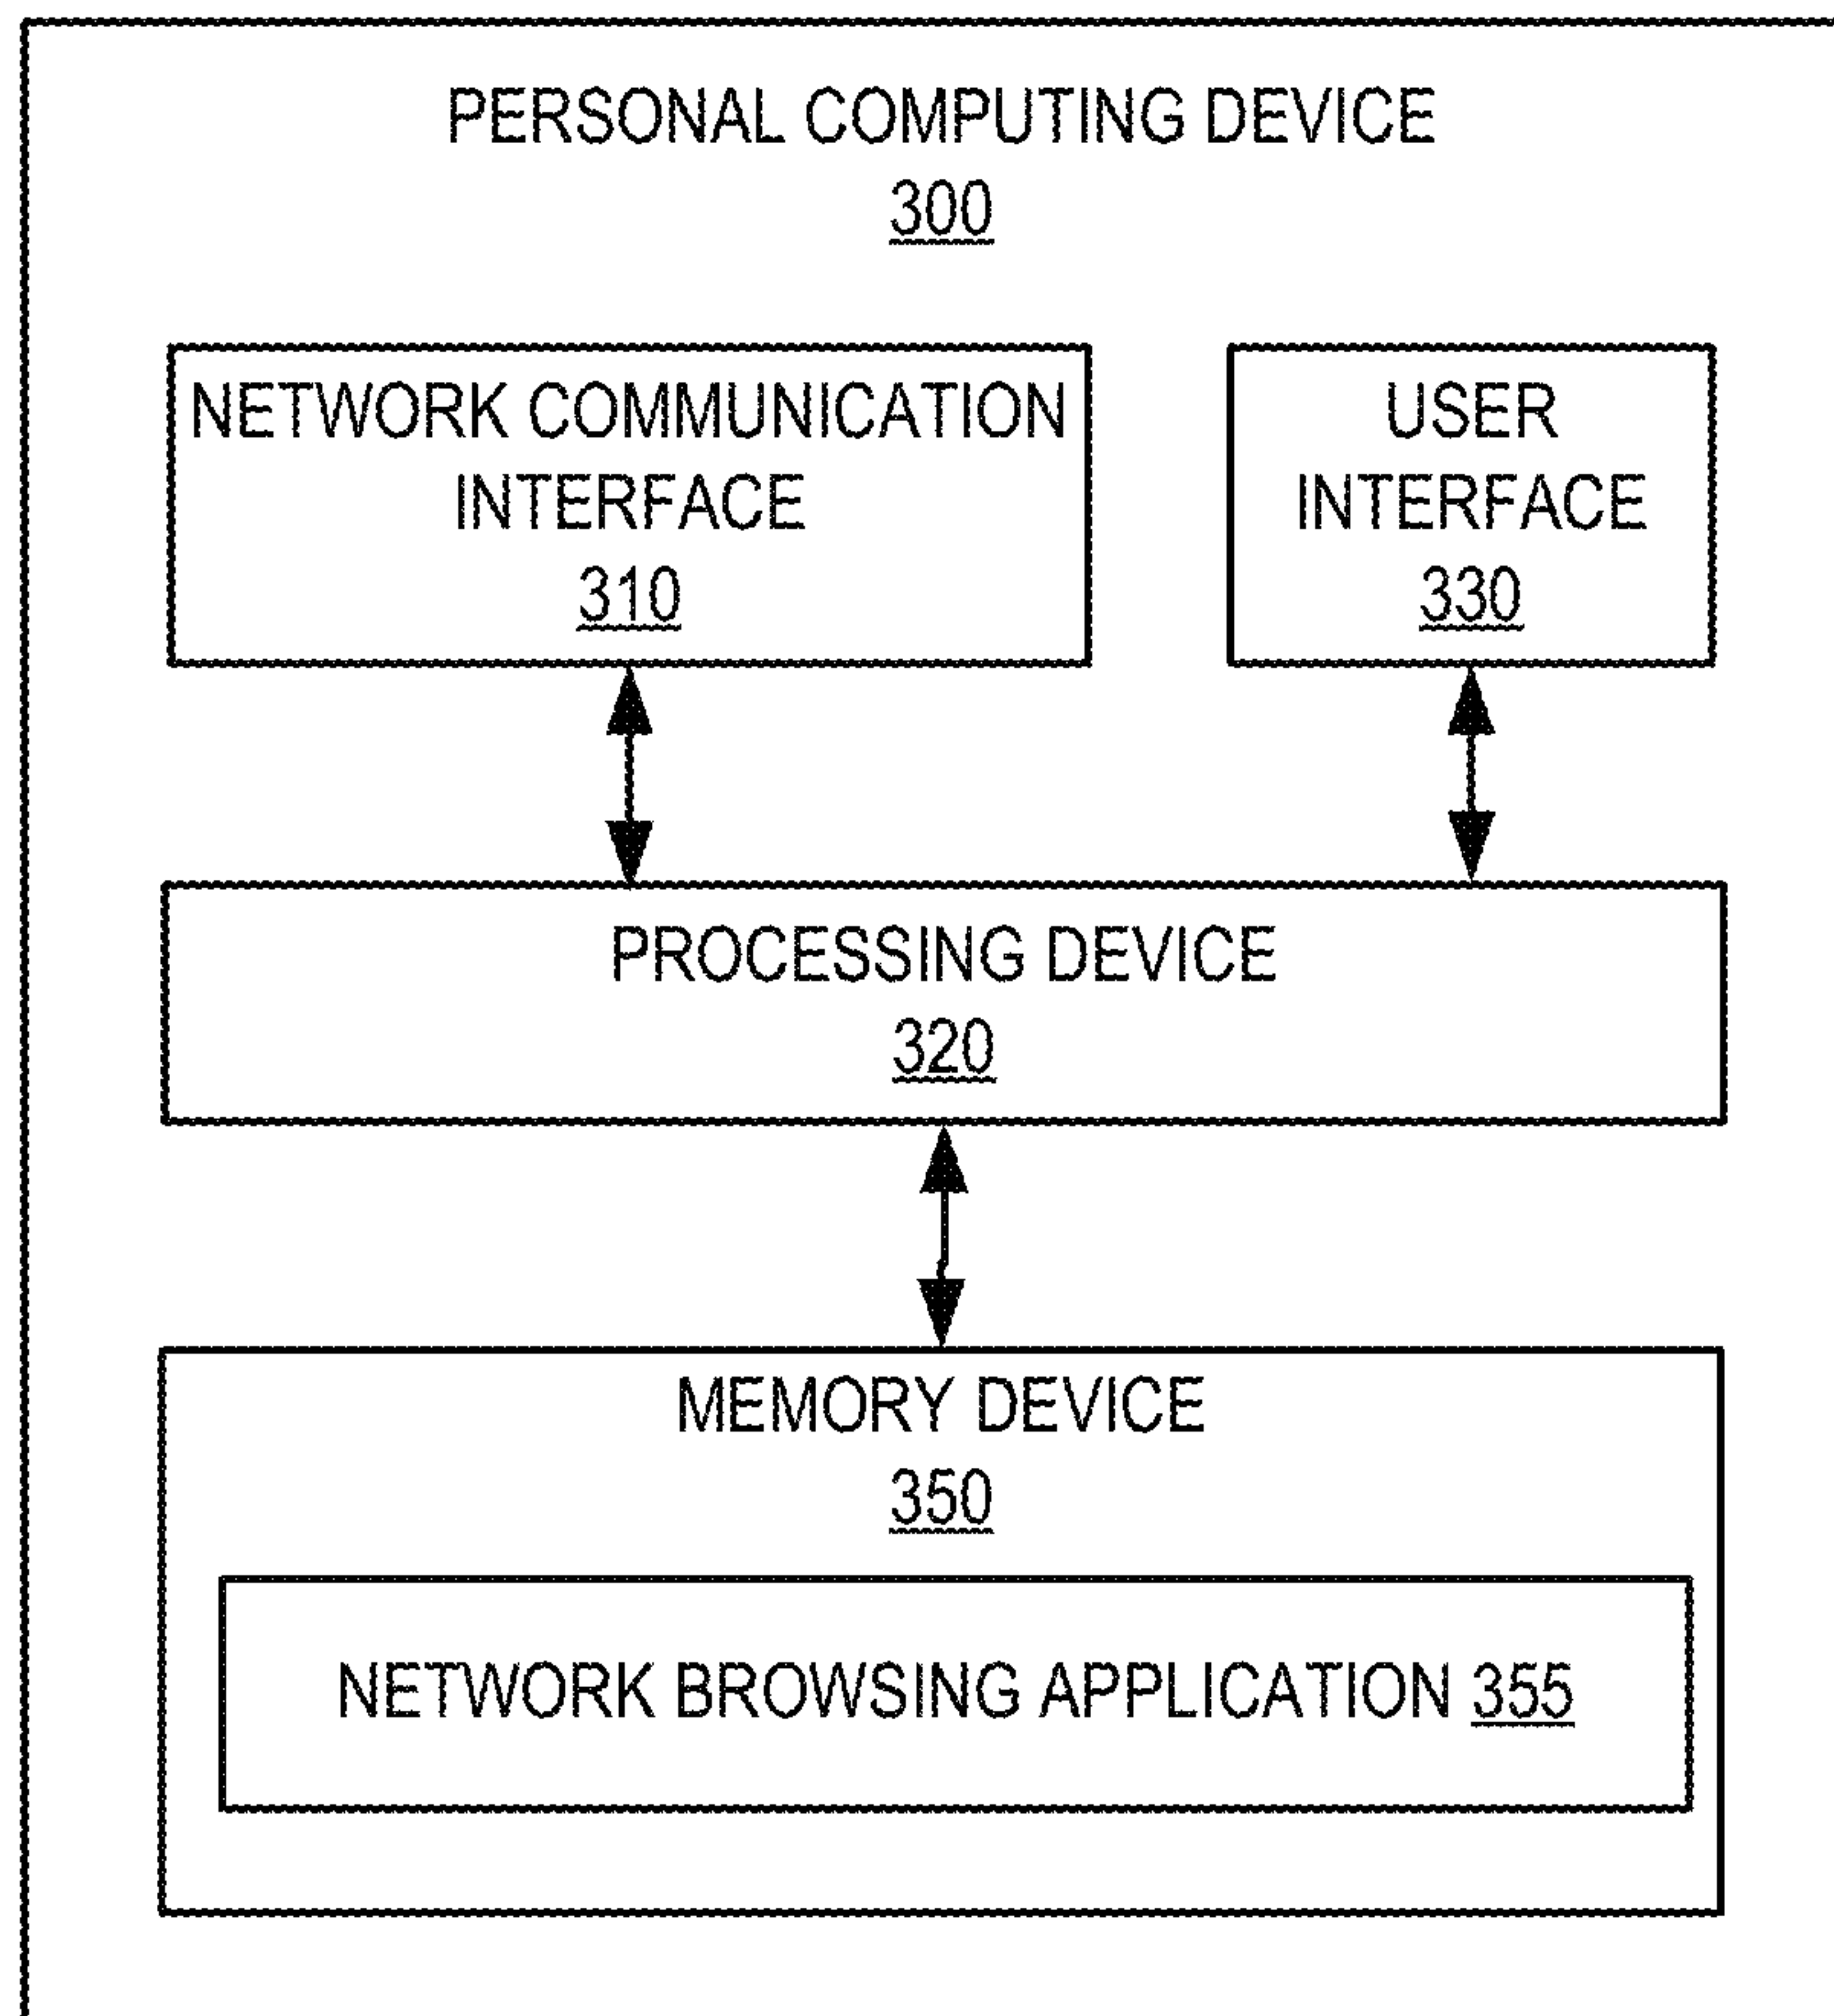 PERSONAL COMPUTING DEVICE
300
NETWORK COMMUNICATION
INTERFACE
310
USER
INTERFACE
330
PROCESSING DEVICE
320
MEMORY DEVICE
350
NETWORK BROWSING APPLICATION 355